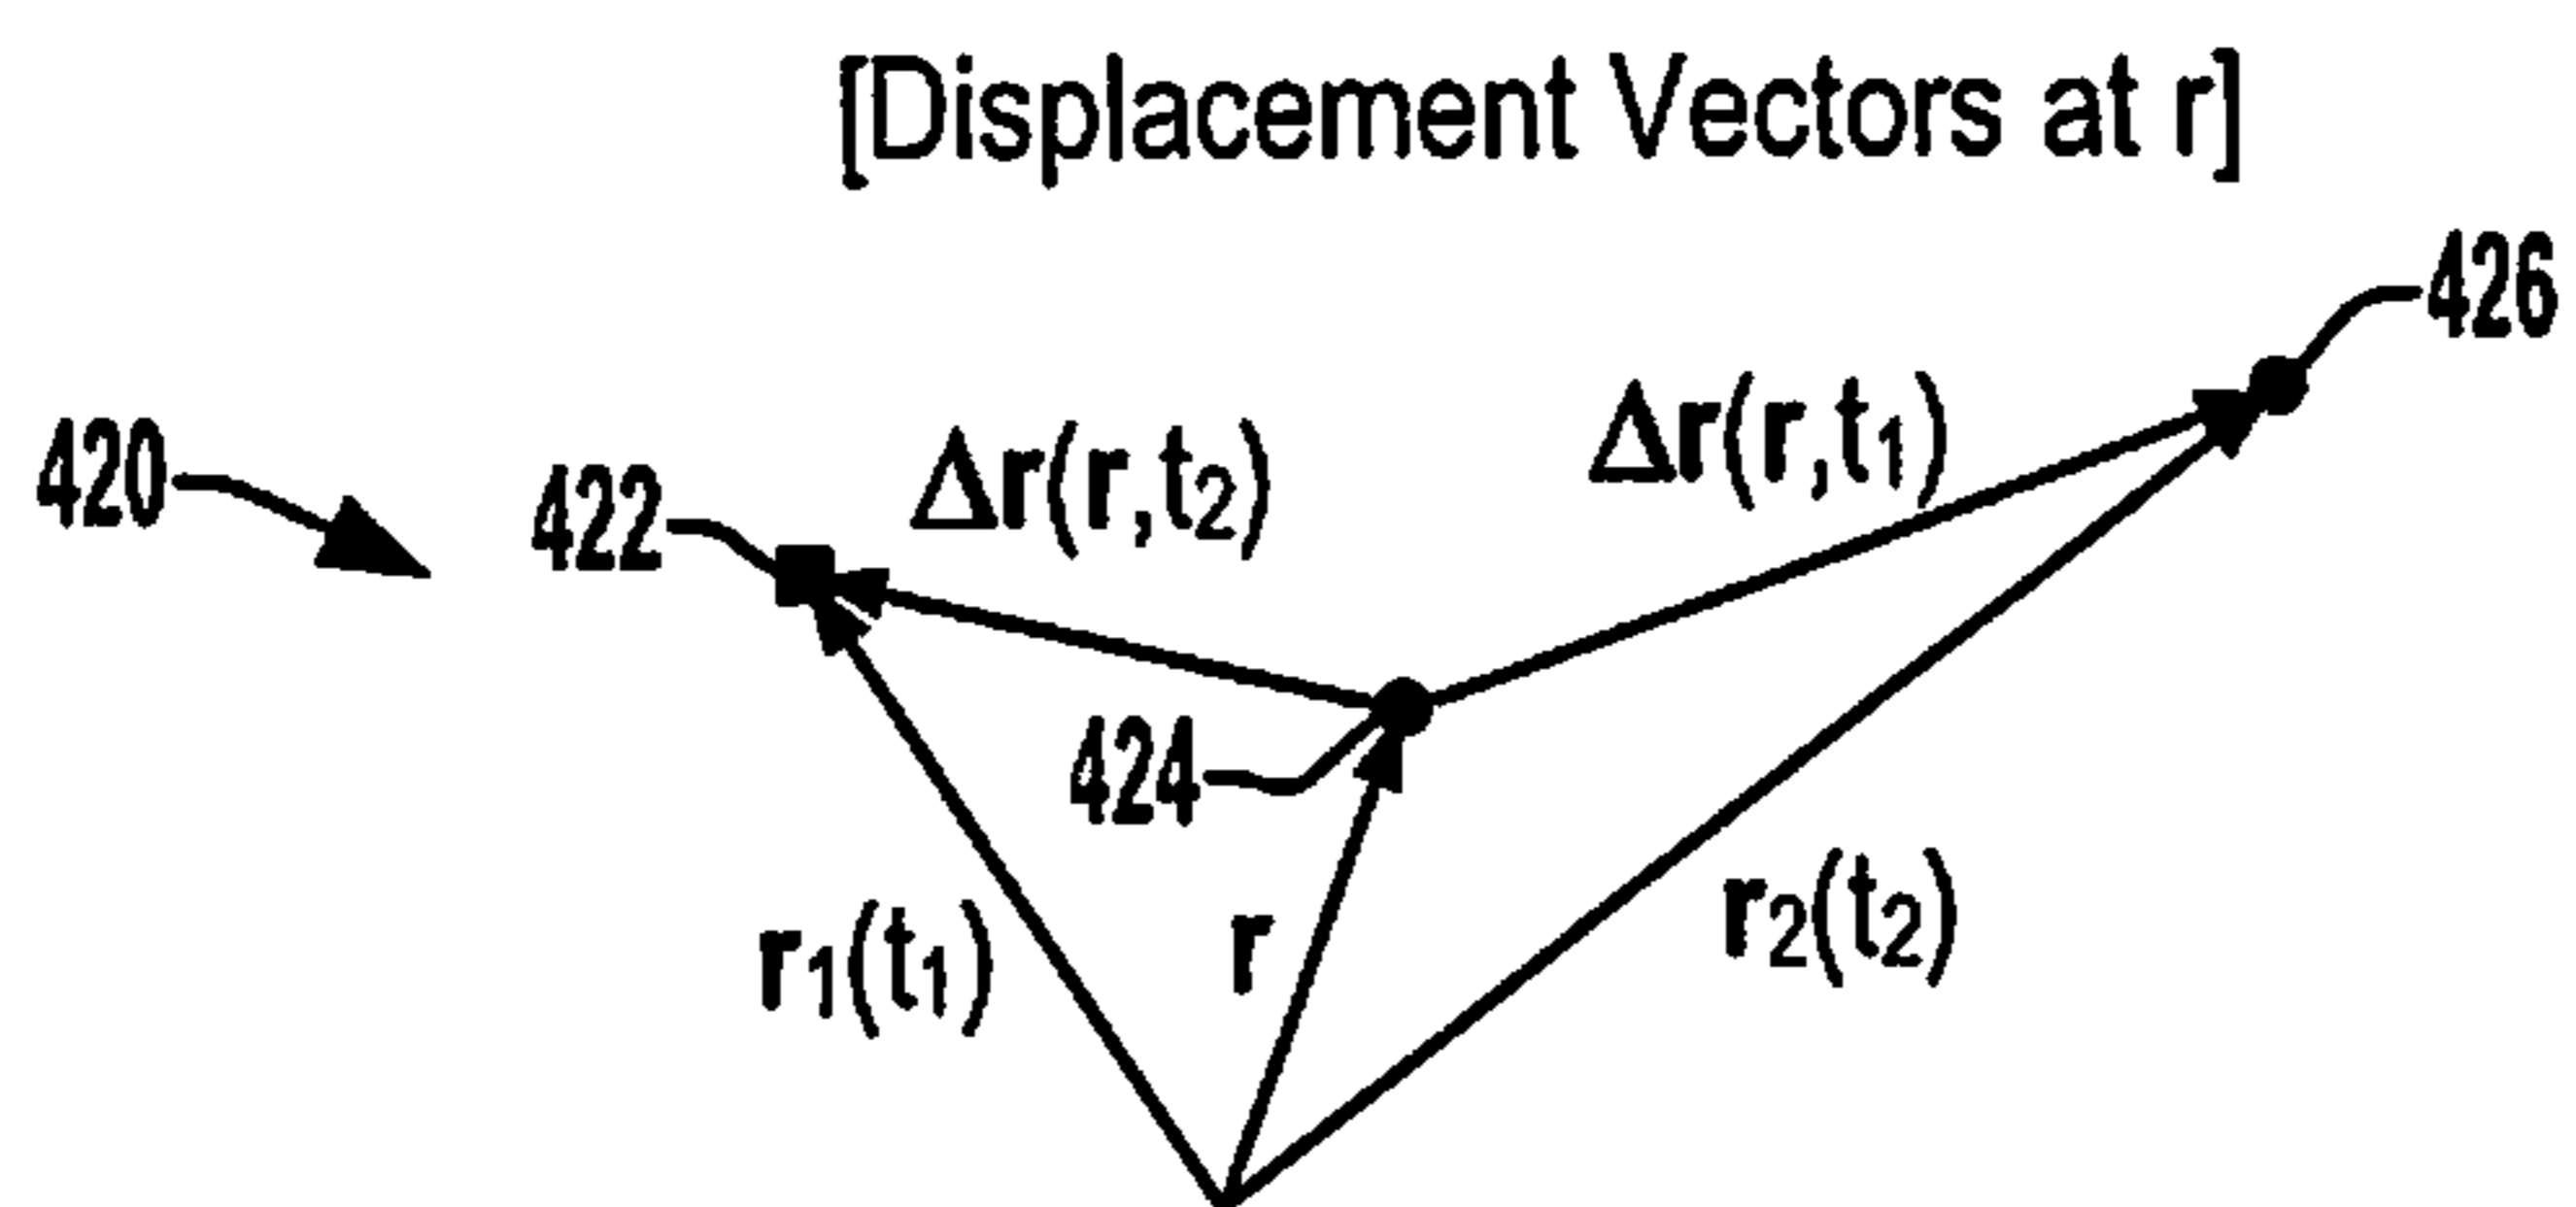 [Displacement Vectors at r]
426
Δr(r,t₁)
420
422
Δr(r,t₂)
424
r₁(t₁)
r
r₂(t₂)